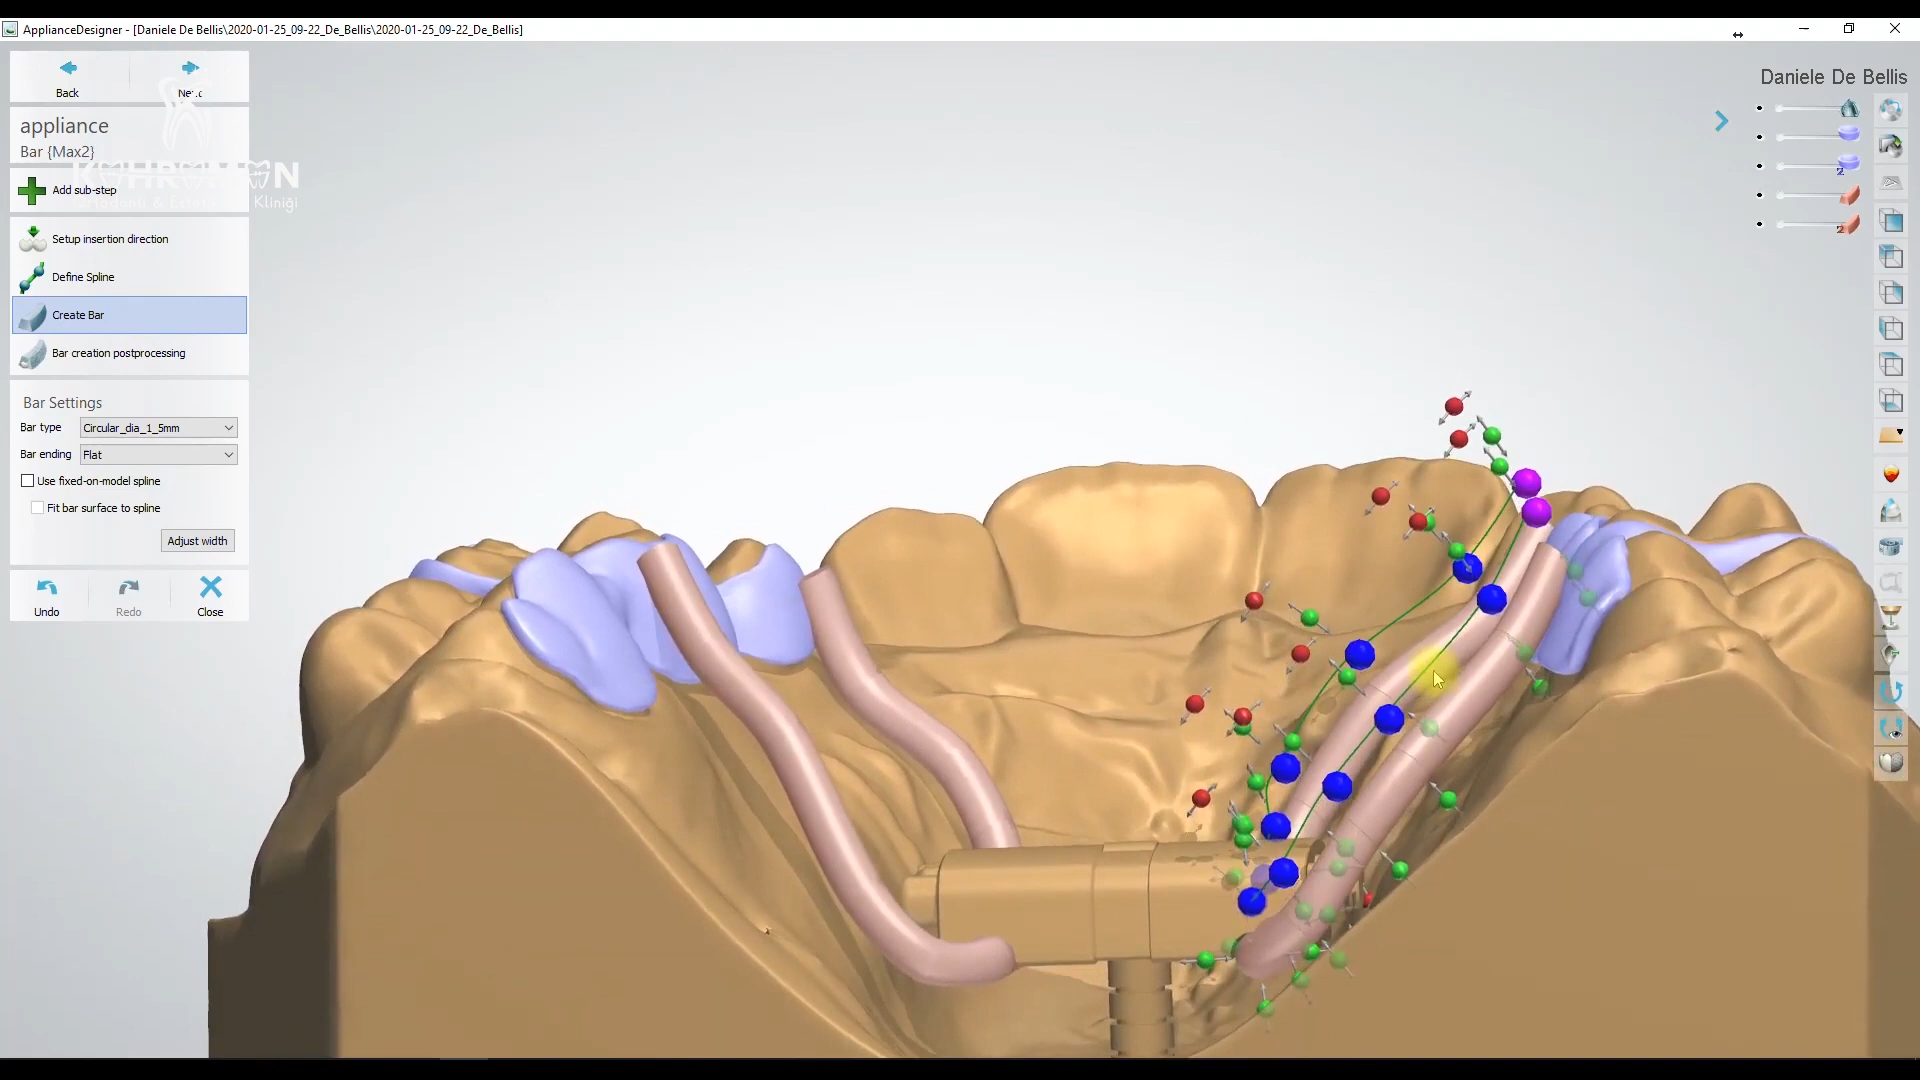 ApplianceDesigner - [Daniele De Bellis\2020-01-25_09-22_De_Bellis\2020-01-25_09-22_De_Bellis]
Daniele De Bellis
Back
appliance
Bar {Max2}
Add sub-step
Kliniği
Setup insertion direction
Define Spline
Create Bar
Bar creation postprocessing
Bar Settings
Bar type Circular_dia_1_5mm
Bar ending Flat
Use fixed-on-model spline
Fit bar surface to spline
Adjust width
Undo Redo Close
2
2